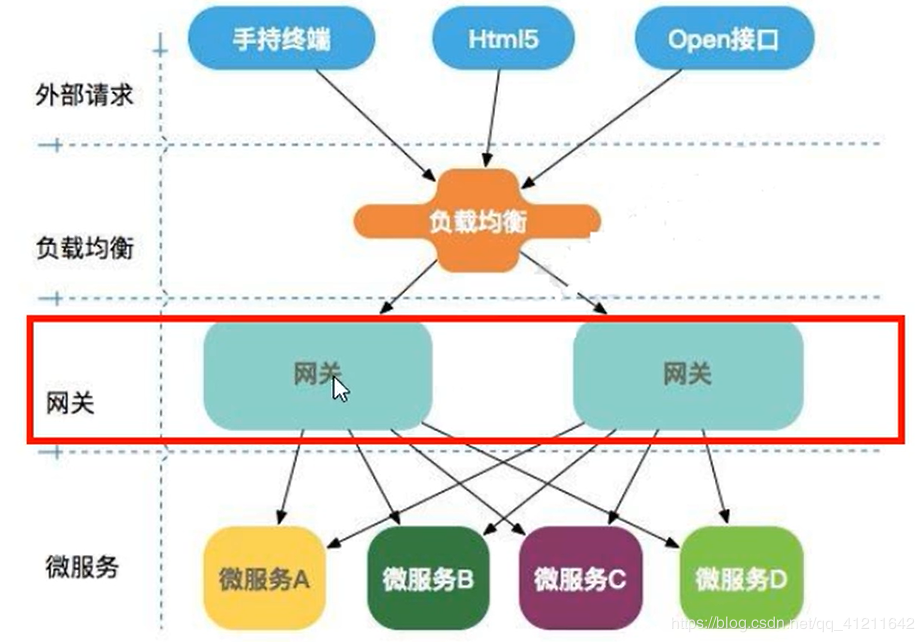 手持终端
Html5
Open接口
外部请求
负载均衡
负载均衡
网关
网关
网关
微服务
微服务A
微服务B
微服务C
微服务D
https://blog.csdn.net/qq_41211642